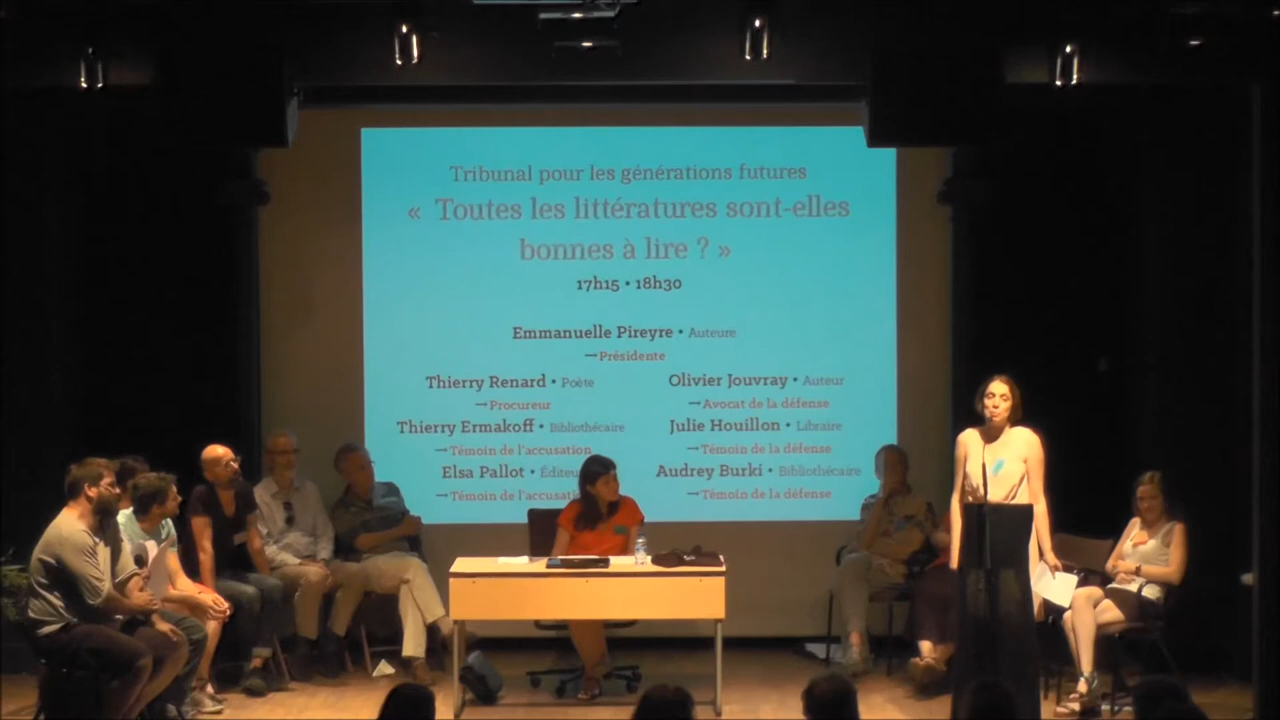 Tribunal pour les générations futures
« Toutes les littératures sont-elles
bonnes à lire ? »
17h15 • 18h30
Emmanuelle Pireyre • Auteure
→Présidente
Thierry Renard • Poète
→Procureur
Thierry Ermakoff • Bibliothécaire
→Témoin de l'accusation
Elsa Pallot •
→Témoin de
Olivier Jouvray • Auteur
→Avocat de la défense
Julie Houillon • Libraire
→Témoin de la défense
Audrey Burki • Bibliothécaire
→Témoin de la défense